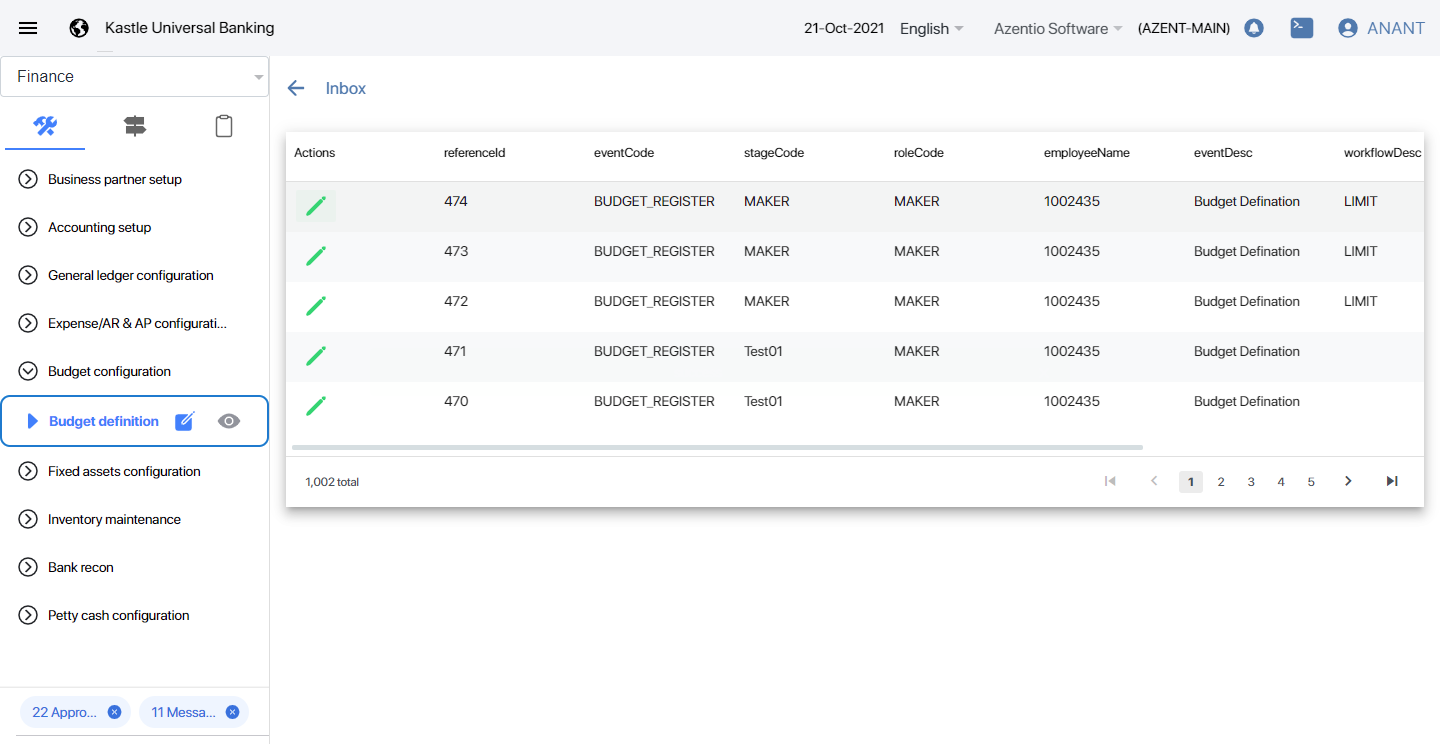 Kastle Universal Banking 21-Oct-2021 English Azentio Software (AZENT-MAIN) ANANT
Finance
Business partner setup
Accounting setup
General ledger configuration
Expense/AR & AP configurati...
Budget configuration
Budget definition
Fixed assets configuration
Inventory maintenance
Bank recon
Petty cash configuration
22 Appro... 11 Messa...
Inbox
Actions referenceId eventCode stageCode roleCode employeeName eventDesc workflowDesc
474 BUDGET_REGISTER MAKER MAKER 1002435 Budget Defination LIMIT
473 BUDGET_REGISTER MAKER MAKER 1002435 Budget Defination LIMIT
472 BUDGET_REGISTER MAKER MAKER 1002435 Budget Defination LIMIT
471 BUDGET_REGISTER Test01 MAKER 1002435 Budget Defination
470 BUDGET_REGISTER Test01 MAKER 1002435 Budget Defination
1,002 total 1 2 3 4 5